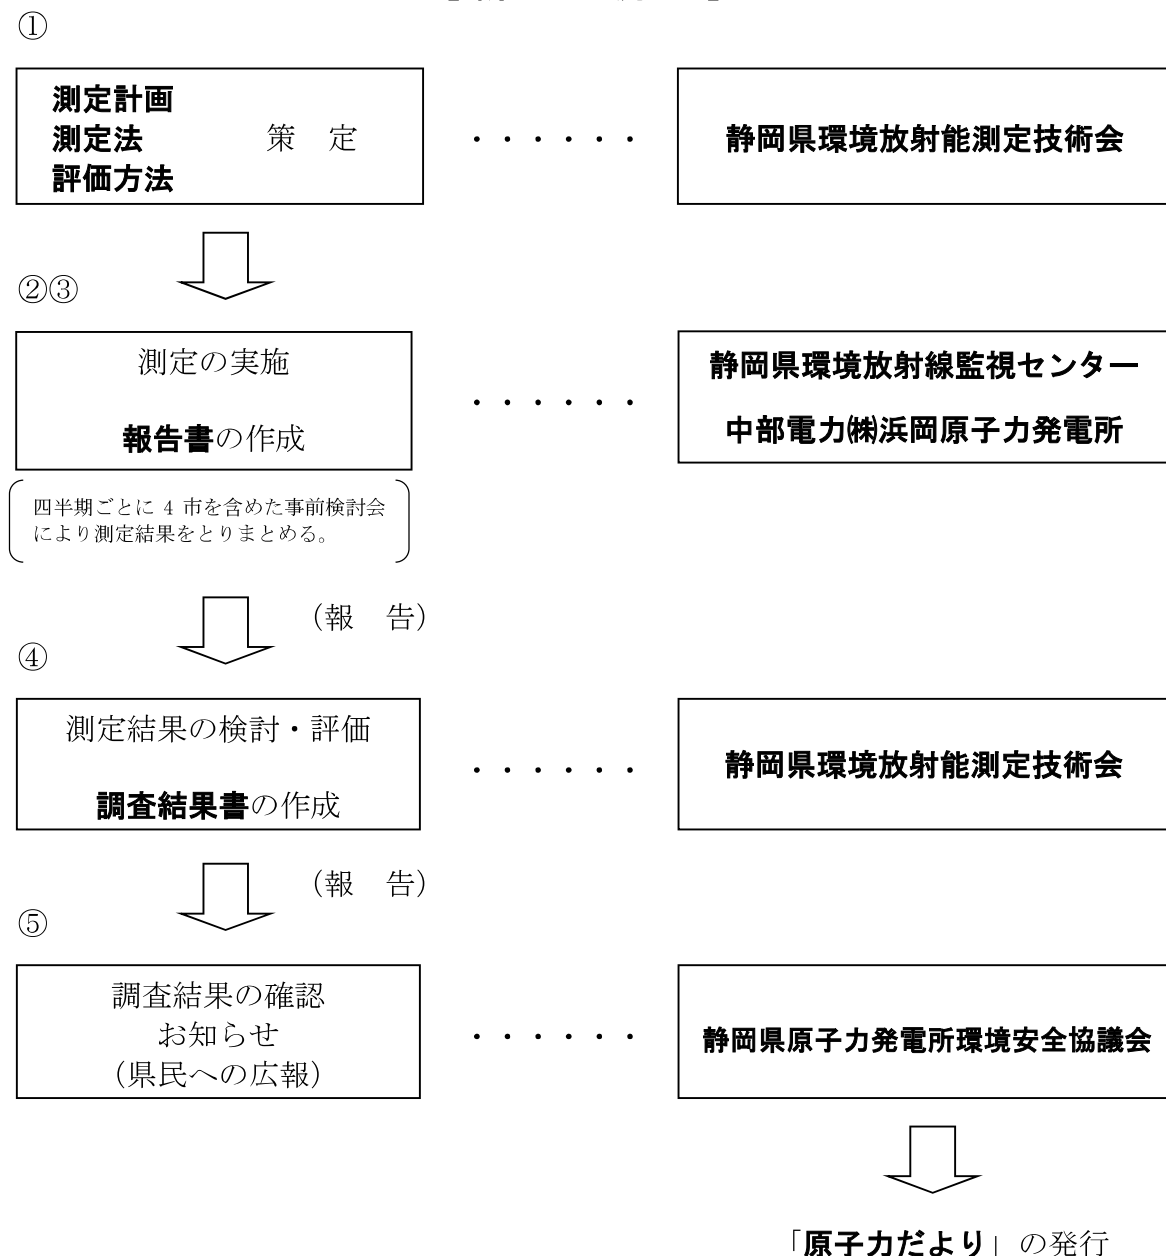 ①
測定計画
測定法 策 定 ・・・・・・ 静岡県環境放射能測定技術会
評価方法
②③
測定の実施
報告書の作成
・・・・・・
静岡県環境放射線監視センター
中部電力㈱浜岡原子力発電所
四半期ごとに 4 市を含めた事前検討会
により測定結果をとりまとめる。
(報 告)
④
測定結果の検討・評価
調査結果書の作成
・・・・・・
静岡県環境放射能測定技術会
(報 告)
⑤
調査結果の確認
お知らせ
(県民への広報)
・・・・・・
静岡県原子力発電所環境安全協議会
「原子力だより」の発行